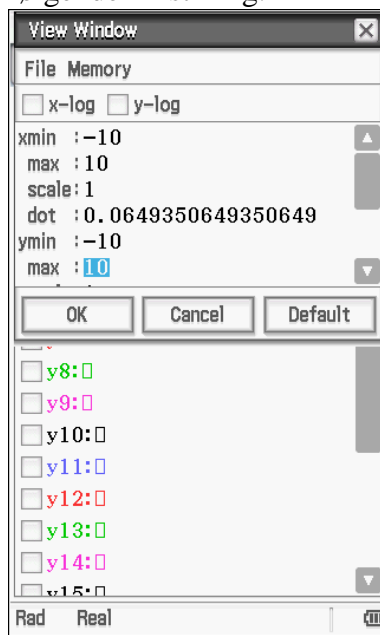 View Window
File Memory
x-log y-log
xmin :-10
max :10
scale:1
dot :0.0649350649350649
ymin :-10
max :10
OK Cancel Default
y8:
y9:
y10:
y11:
y12:
y13:
y14:
y15:
Rad Real